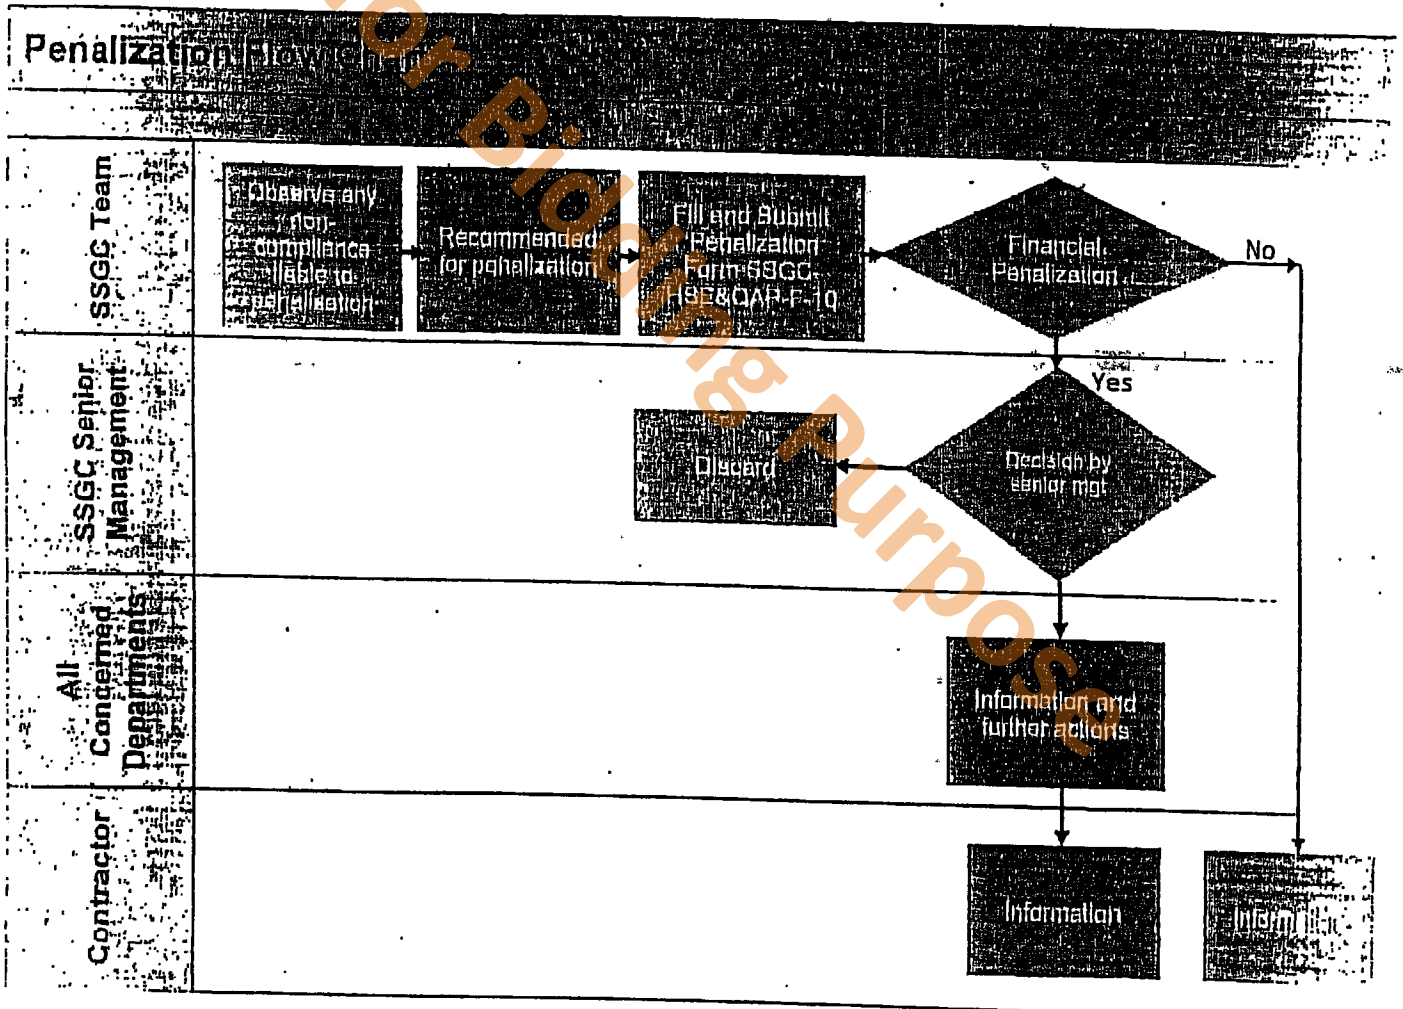 Penalization Flow Chart
For Bidding Purpose
SSGC Team
Observe any
non-
compliance
liable to
penalization
Recommended
for penalization
Fill and Submit
Penalization
Form SSGC-
HSE&QAP-F-10
Financial
Penalization
No
Yes
SSGC Senior
Management
Discard
Decision by
senior mgt
All
Concerned
Departments
Information and
further actions
Contractor
Information
Inform